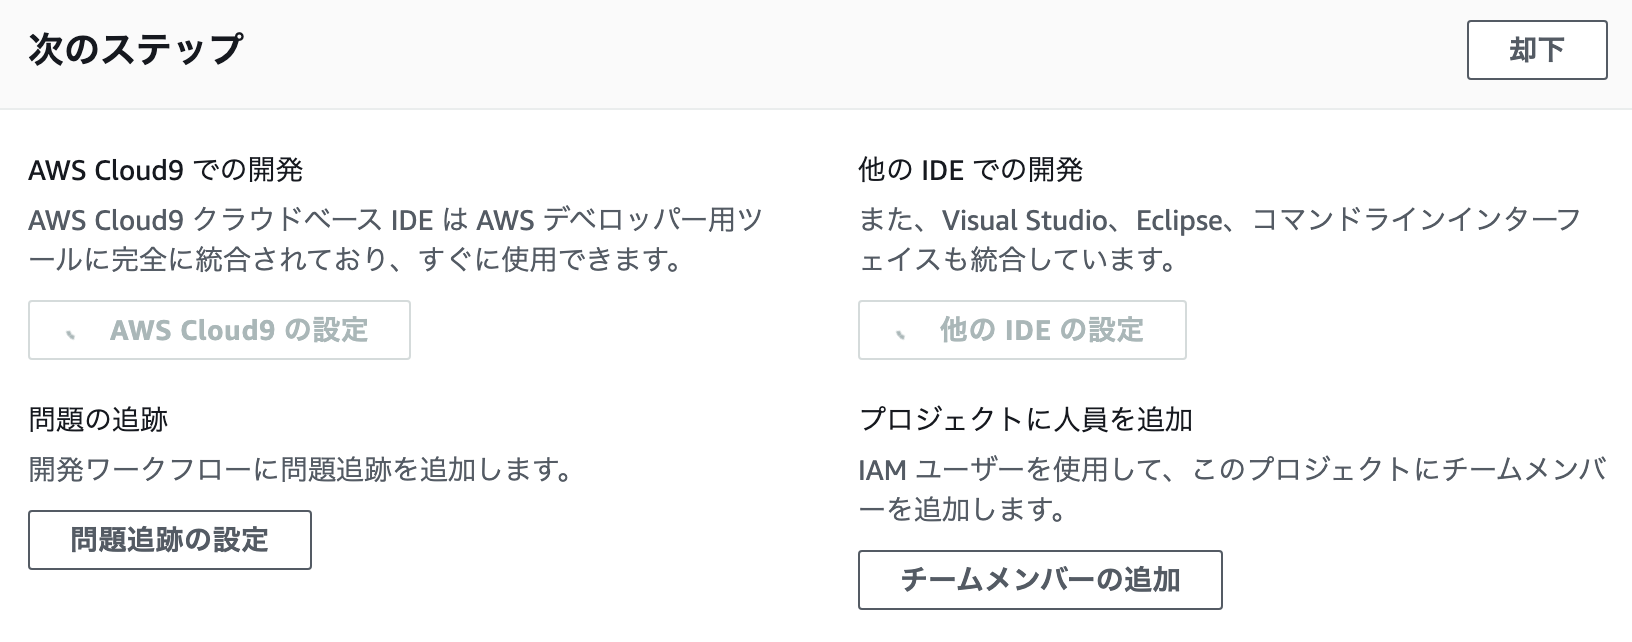 次のステップ
却下
AWS Cloud9 での開発
AWS Cloud9 クラウドベース IDE は AWS デベロッパー用ツ
ールに完全に統合されており、すぐに使用できます。
AWS Cloud9 の設定
他の IDE での開発
また、Visual Studio、Eclipse、コマンドラインインターフ
ェイスも統合しています。
他の IDE の設定
問題の追跡
開発ワークフローに問題追跡を追加します。
問題追跡の設定
プロジェクトに人員を追加
IAM ユーザーを使用して、このプロジェクトにチームメンバ
ーを追加します。
チームメンバーの追加